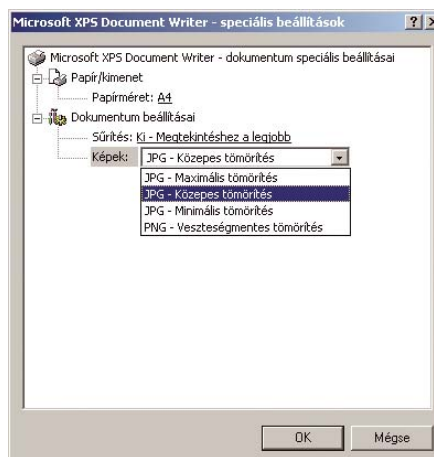 Microsoft XPS Document Writer - speciális beállítások
Microsoft XPS Document Writer - dokumentum speciális beállításai
Papír/kimenet
Papírméret: A4
Dokumentum beállításai
Sűrítés: Ki - Megtekintéshez a legjobb
Képek: JPG - Közepes tömörítés
JPG - Maximális tömörítés
JPG - Közepes tömörítés
JPG - Minimális tömörítés
PNG - Veszteségmentes tömörítés
OK Mégse